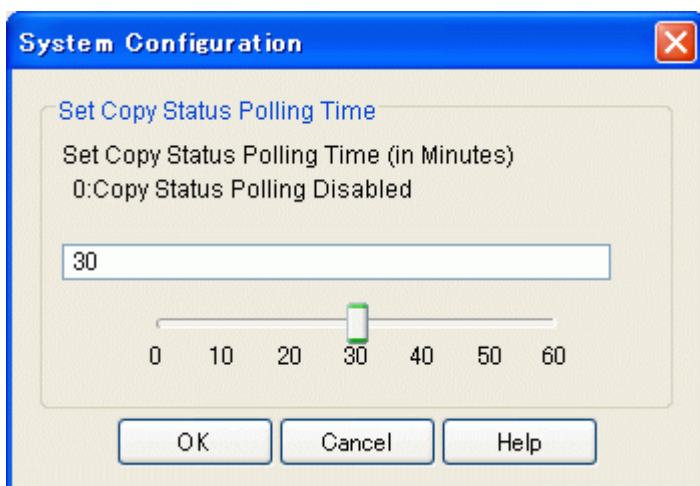 System Configuration
Set Copy Status Polling Time
Set Copy Status Polling Time (in Minutes)
0:Copy Status Polling Disabled
30
0 10 20 30 40 50 60
OK Cancel Help